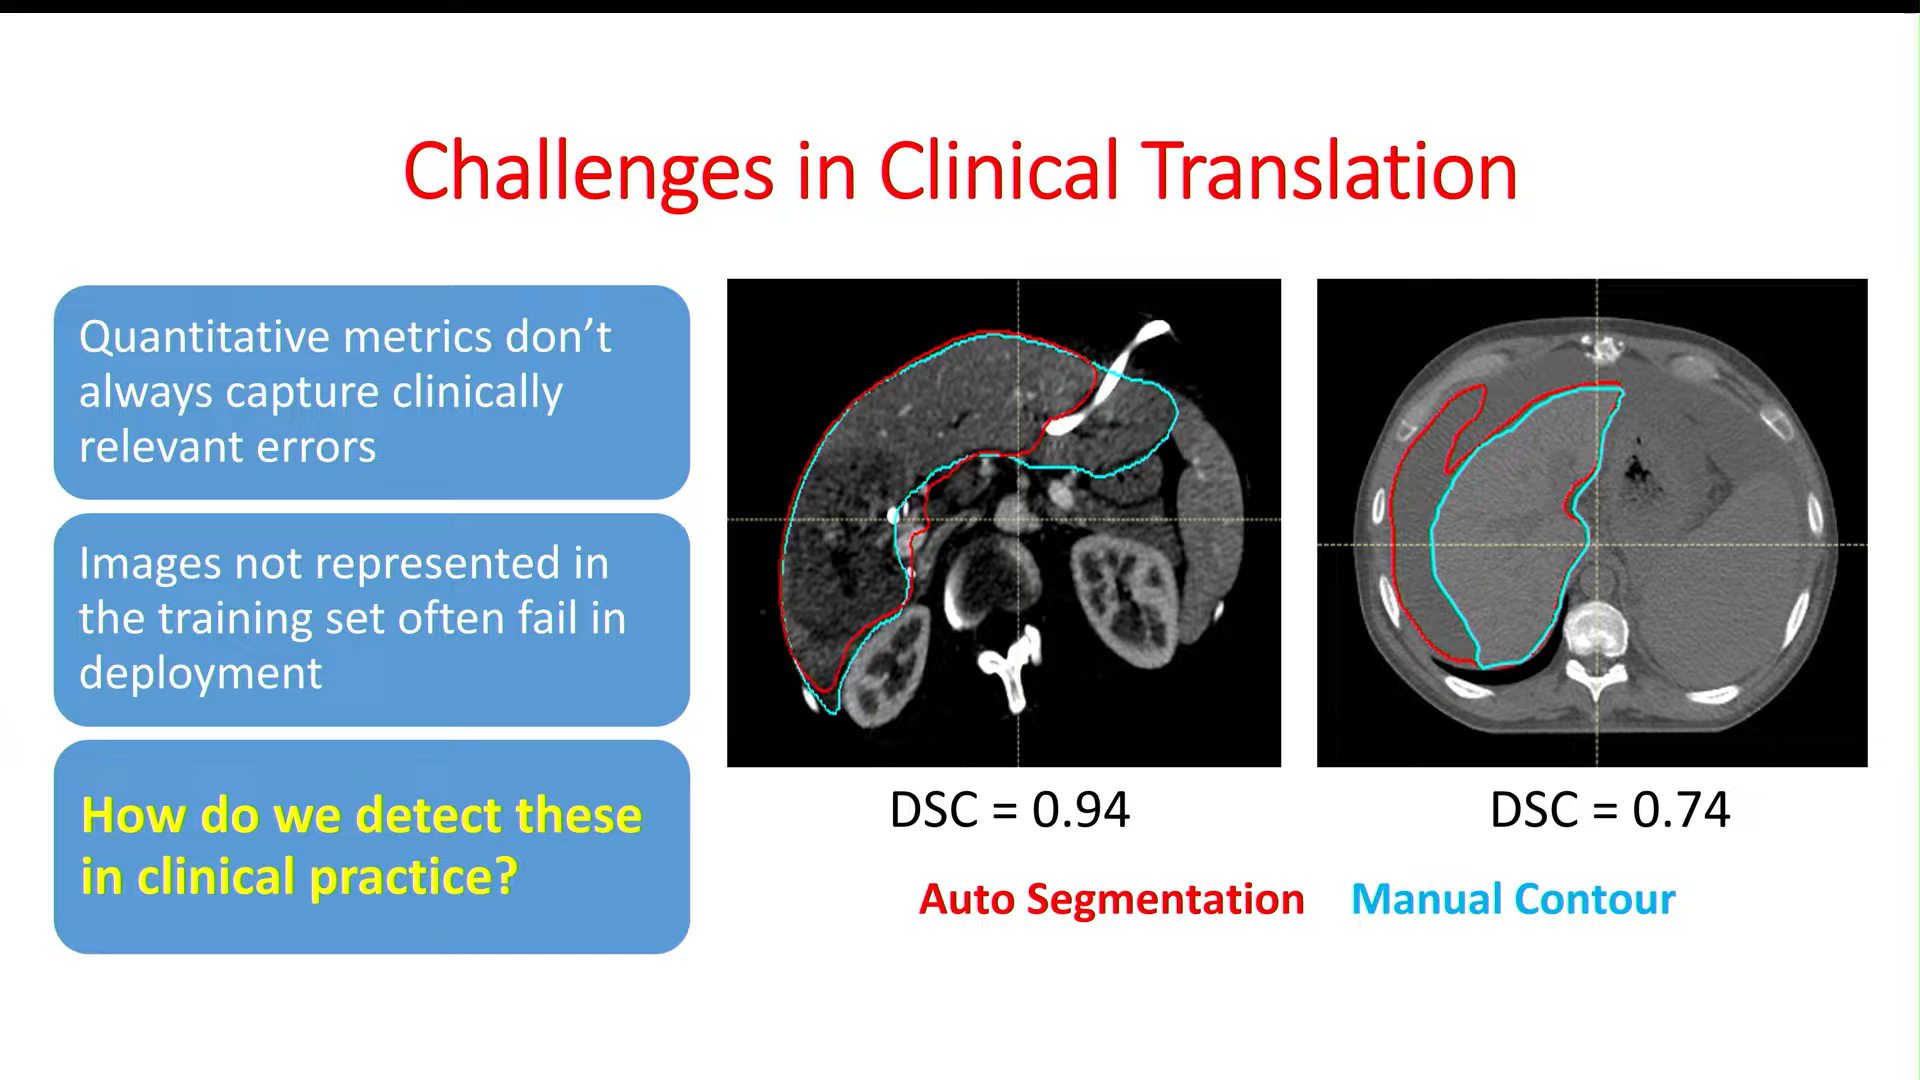 Challenges in Clinical Translation
Quantitative metrics don’t
always capture clinically
relevant errors
Images not represented in
the training set often fail in
deployment
How do we detect these
in clinical practice?
DSC = 0.94
DSC = 0.74
Auto Segmentation
Manual Contour